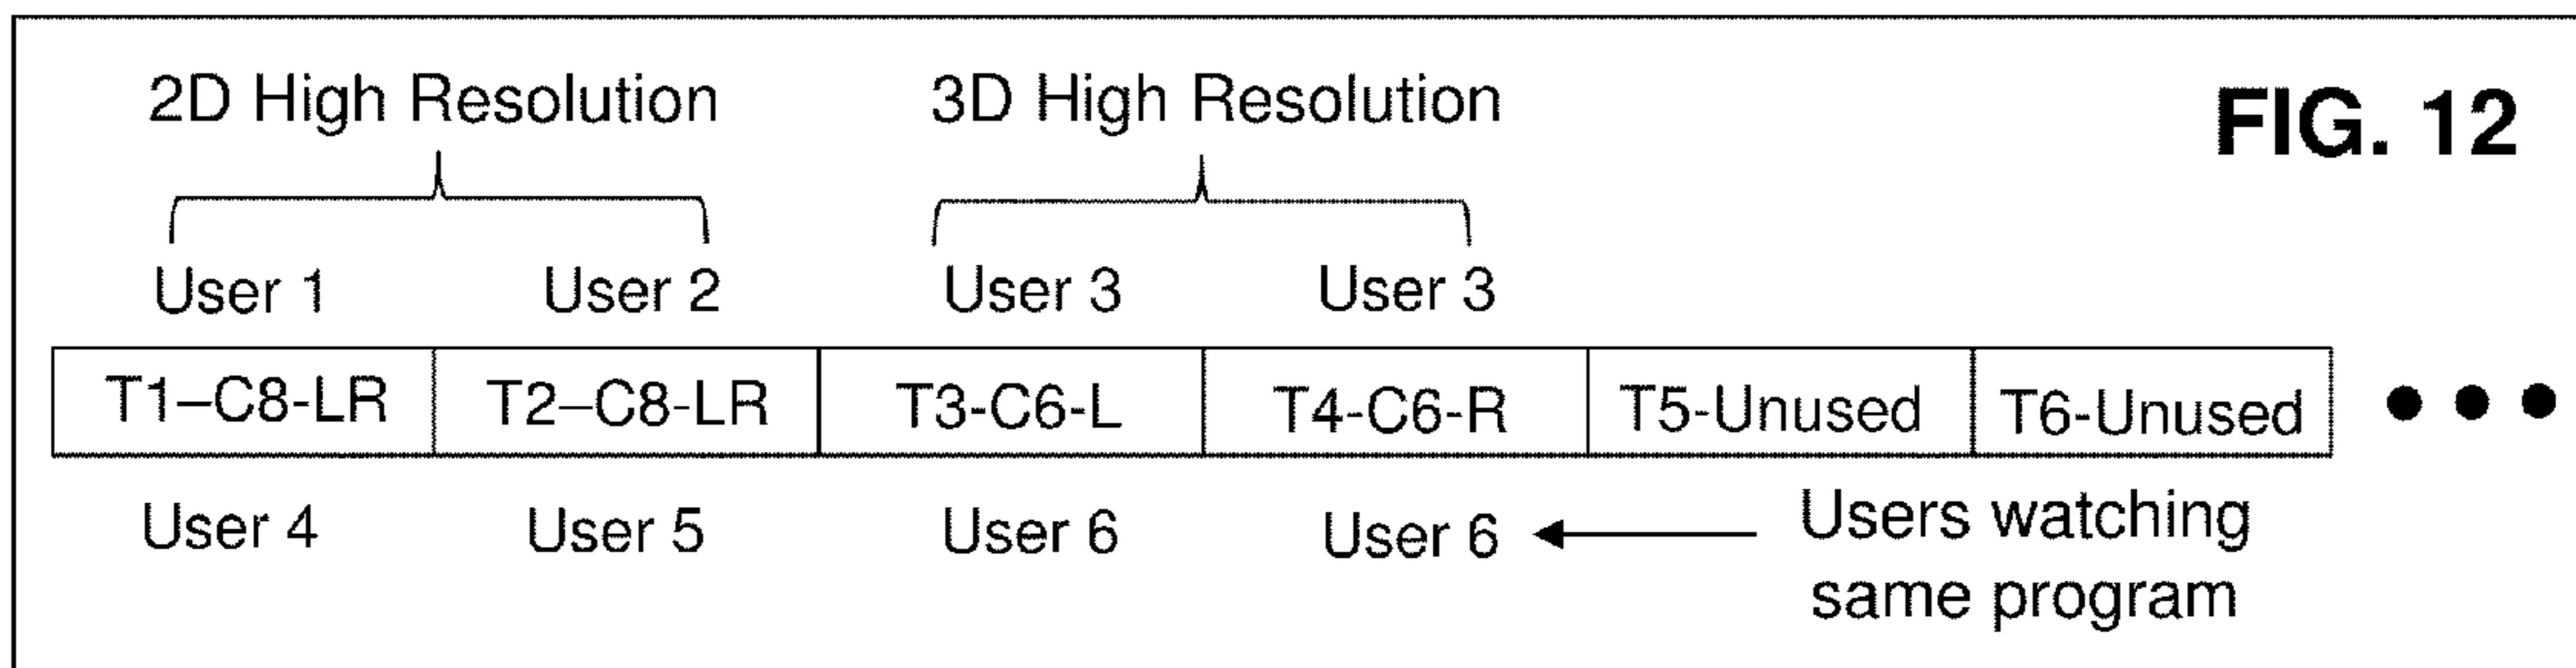 2D High Resolution 3D High Resolution FIG. 12
User 1 User 2 User 3 User 3
T1–C8-LR T2–C8-LR T3-C6-L T4-C6-R T5-Unused T6-Unused
User 4 User 5 User 6 User 6 Users watching
same program